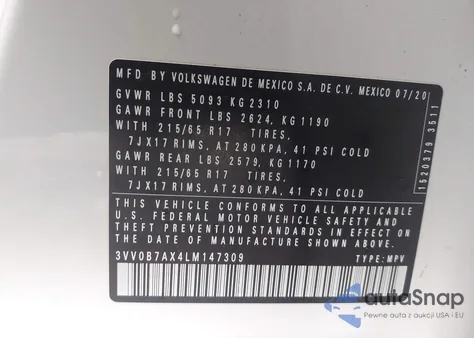 MFD BY VOLKSWAGEN DE MEXICO S.A. DE C.V. MEXICO 07/20
GVWR LBS 5093 KG 2310
GAWR FRONT LBS 2624, KG 1190
WITH 215/65 R17 TIRES,
7JX17 RIMS, AT 280 KPA, 41 PSI COLD
GAWR REAR LBS 2579, KG 1170
WITH 215/65 R17 TIRES,
7JX17 RIMS, AT 280 KPA, 41 PSI COLD
THIS VEHICLE CONFORMS TO ALL APPLICABLE
U.S. FEDERAL MOTOR VEHICLE SAFETY AND
THEFT PREVENTION STANDARDS IN EFFECT ON
THE DATE OF MANUFACTURE SHOWN ABOVE.
3VV0B7AX4LM147309 TYPE: MPV
1520379 3511
autaSnap
Pewne auta z aukcji USA i EU